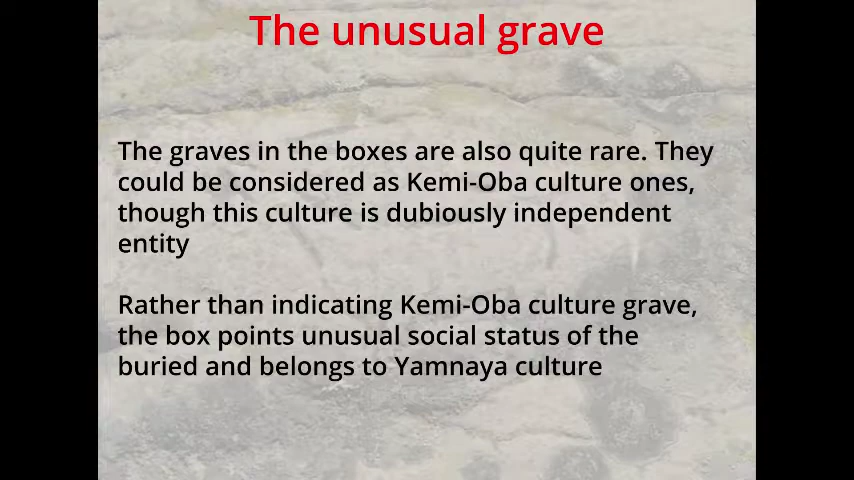 The unusual grave
The graves in the boxes are also quite rare. They
could be considered as Kemi-Oba culture ones,
though this culture is dubiously independent
entity
Rather than indicating Kemi-Oba culture grave,
the box points unusual social status of the
buried and belongs to Yamnaya culture